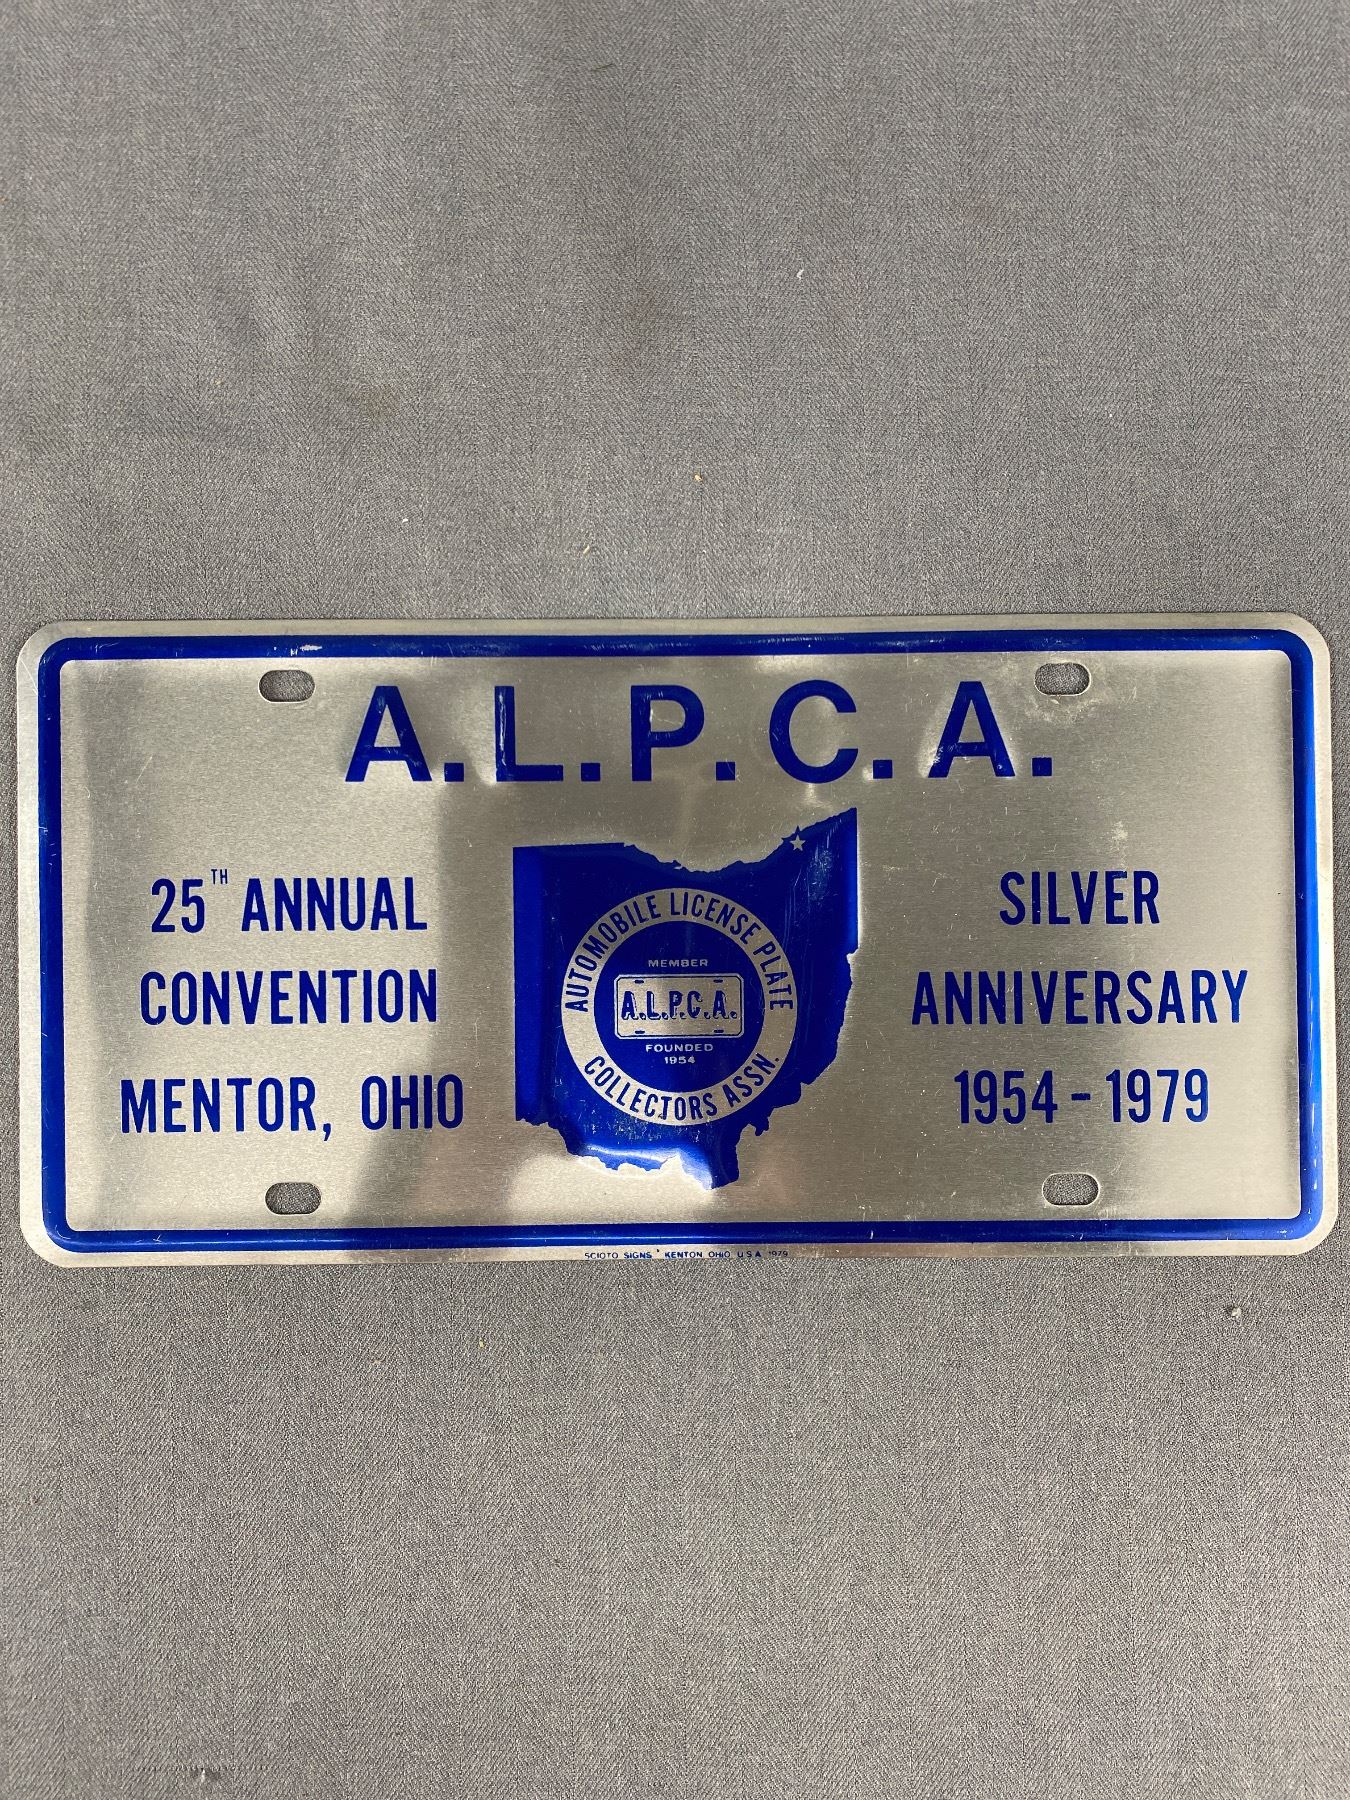 A.L.P.C.A.
25TH ANNUAL
CONVENTION
MENTOR, OHIO
AUTOMOBILE LICENSE PLATE
MEMBER
A.L.P.C.A.
FOUNDED
1954
COLLECTORS ASSN.
SILVER
ANNIVERSARY
1954-1979
SCIOTO SIGNS * KENTON OHIO U.S.A. 1979